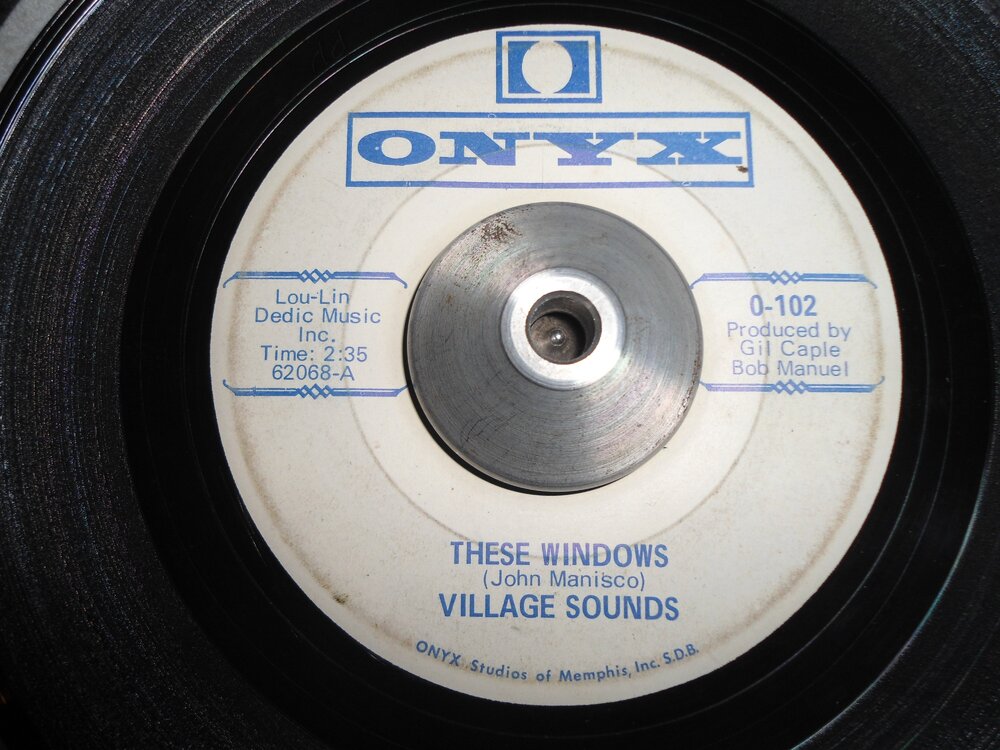 ONYX
Lou-Lin
Dedic Music
Inc.
Time: 2:35
62068-A
0-102
Produced by
Gil Caple
Bob Manuel
THESE WINDOWS
(John Manisco)
VILLAGE SOUNDS
ONYX Studios of Memphis, Inc. S.D.B.